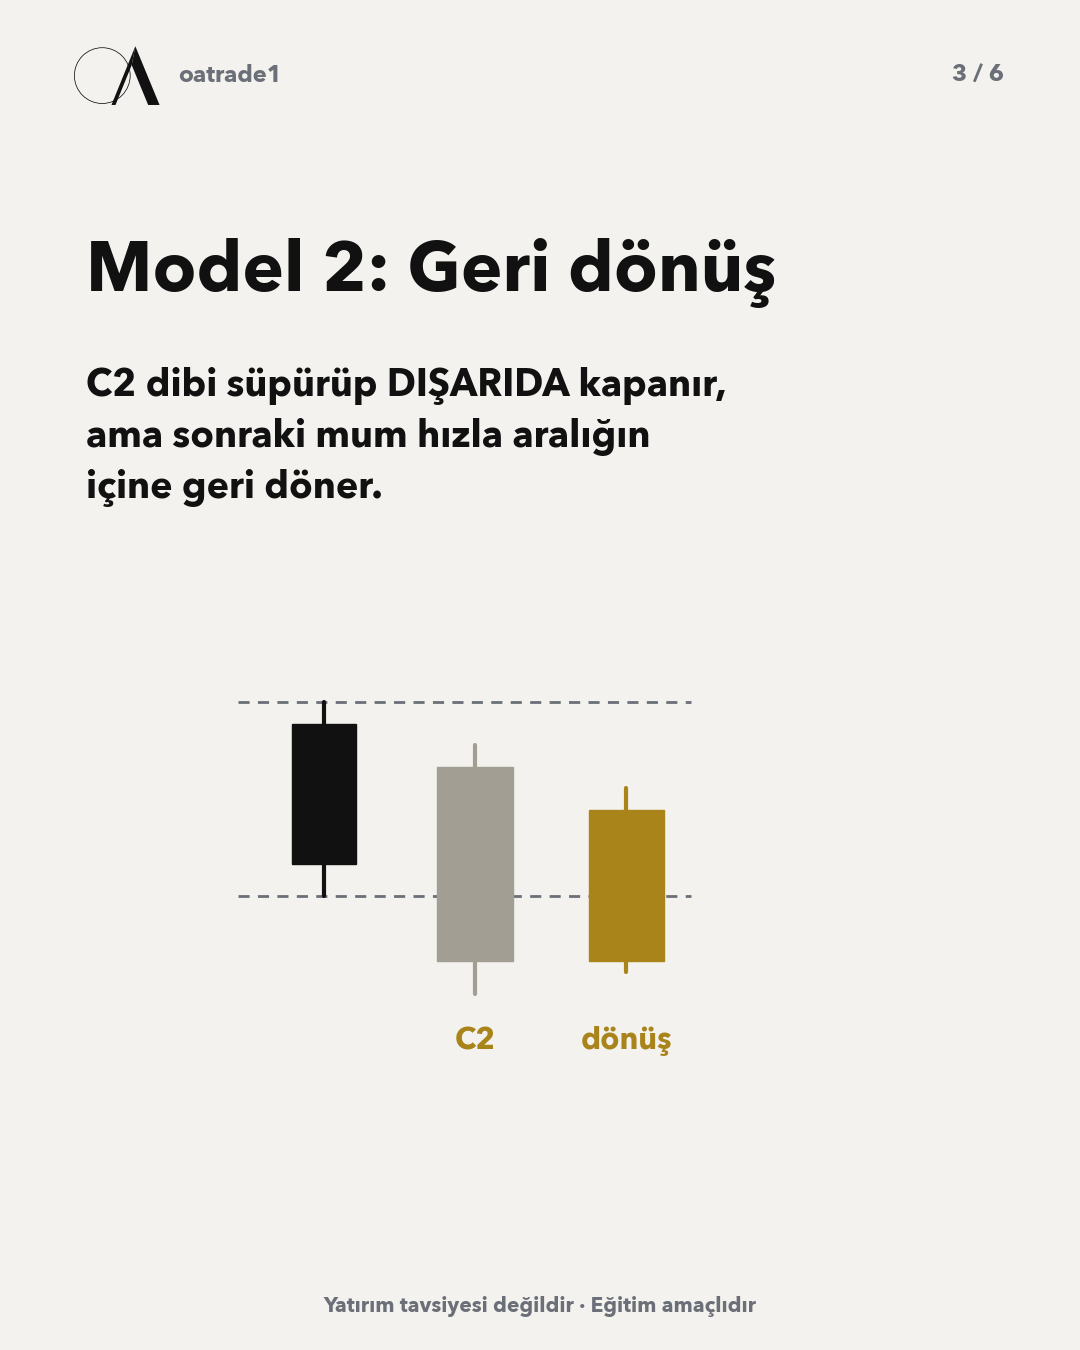 oatrade1
3 / 6
Model 2: Geri dönüş
C2 dibi süpürüp DIŞARIDA kapanır,
ama sonraki mum hızla aralığın
içine geri döner.
C2
dönüş
Yatırım tavsiyesi değildir · Eğitim amaçlıdır